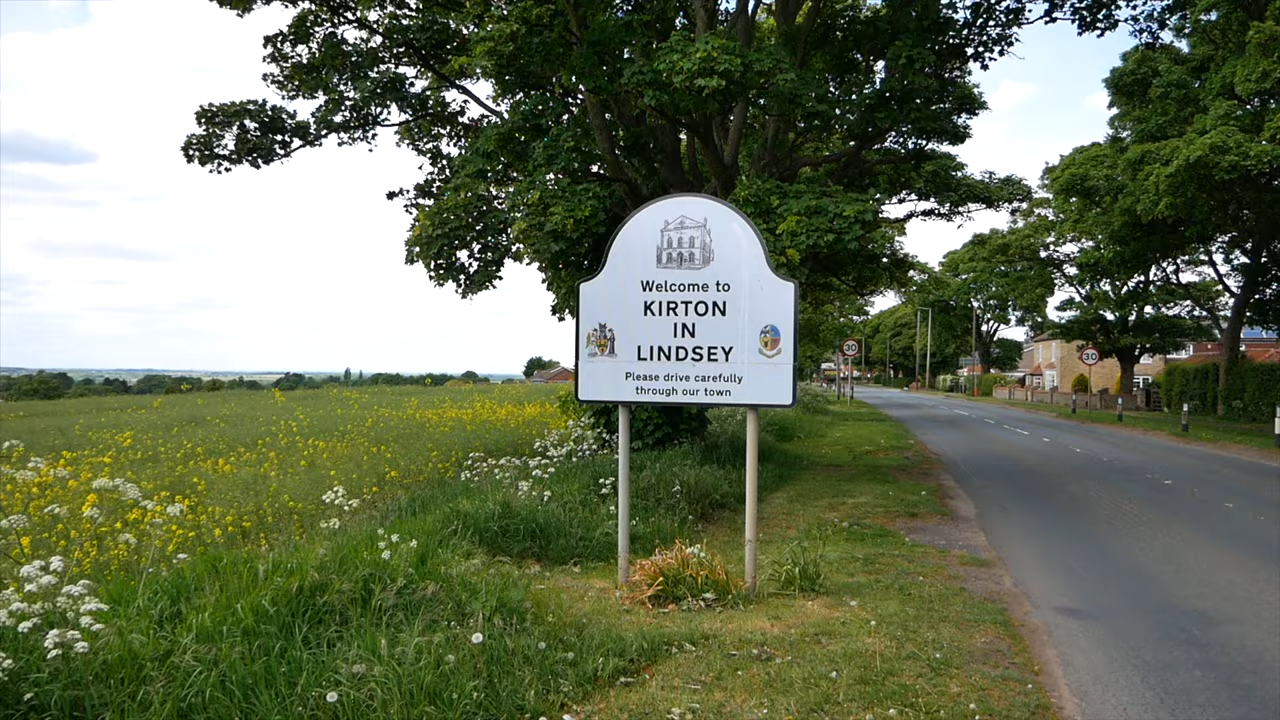 Welcome to
KIRTON
IN
LINDSEY
Please drive carefully
through our town
30
30